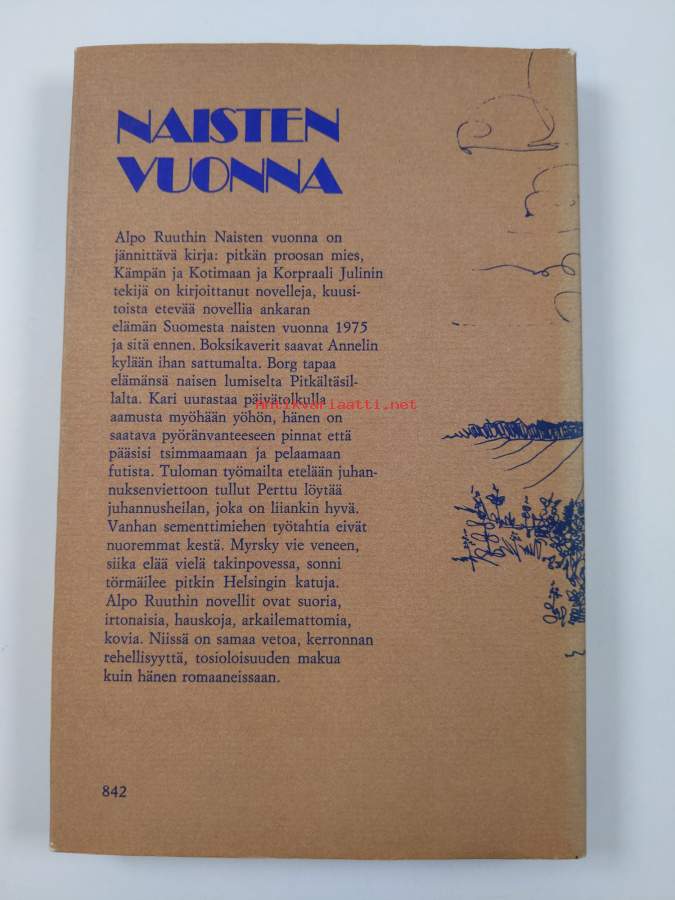 NAISTEN
VUONNA
Alpo Ruuthin Naisten vuonna on
jännittävä kirja: pitkän proosan mies,
Kämpän ja Kotimaan ja Korpraali Julinin
tekijä on kirjoittanut novelleja, kuusi-
toista etevää novellia ankaran
elämän Suomesta naisten vuonna 1975
ja sitä ennen. Boksikaverit saavat Annelin
kylään ihan sattumalta. Borg tapaa
elämänsä naisen lumiselta Pitkältäsil-
lalta. Kari uurastaa päivätolkulla
antikvariaatti.net
aamusta myöhään yöhön, hänen on
saatava pyöränvanteeseen pinnat että
pääsisi tsimmaamaan ja pelaamaan
futista. Tuloman työmailta etelään juhan-
nuksenviettoon tullut Perttu löytää
juhannusheilan, joka on liiankin hyvä.
Vanhan sementtimiehen työtahtia eivät
nuoremmat kestä. Myrsky vie veneen,
siika elää vielä takinpovessa, sonni
törmäilee pitkin Helsingin katuja.
Alpo Ruuthin novellit ovat suoria,
irtonaisia, hauskoja, arkailemattomia,
kovia. Niissä on samaa vetoa, kerronnan
rehellisyyttä, tosioloisuuden makua
kuin hänen romaaneissaan.
842